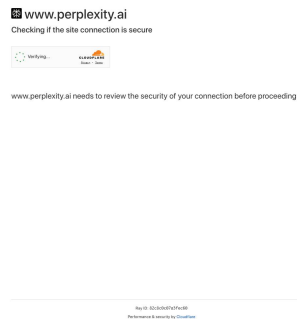 www.perplexity.ai
Checking if the site connection is secure
Verifying...
CLOUDFLARE
Privacy • Terms
www.perplexity.ai needs to review the security of your connection before proceeding
Performance & security by Cloudflare